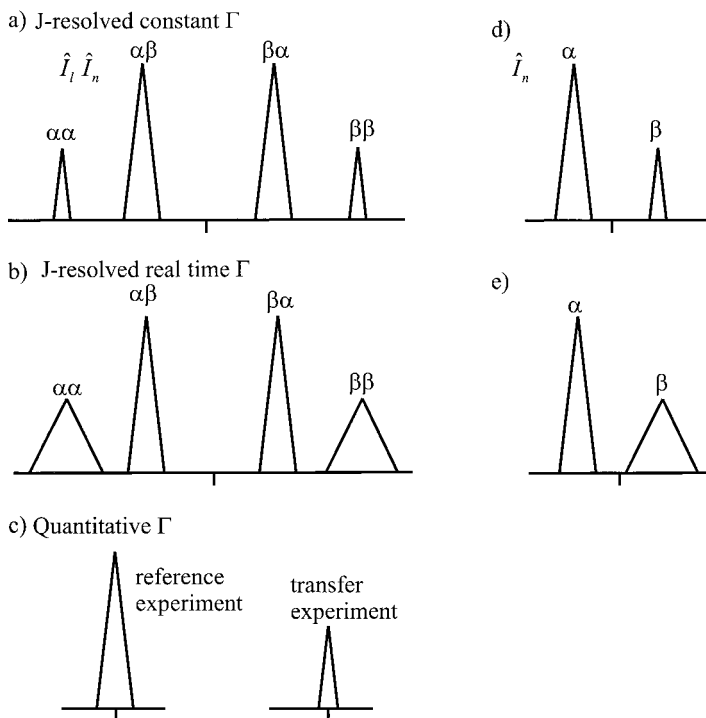 a) J-resolved constant Γ
Î_l Î_n
αα
αβ
βα
ββ
d)
Î_n
α
β
b) J-resolved real time Γ
αα
αβ
βα
ββ
e)
α
β
c) Quantitative Γ
reference
experiment
transfer
experiment